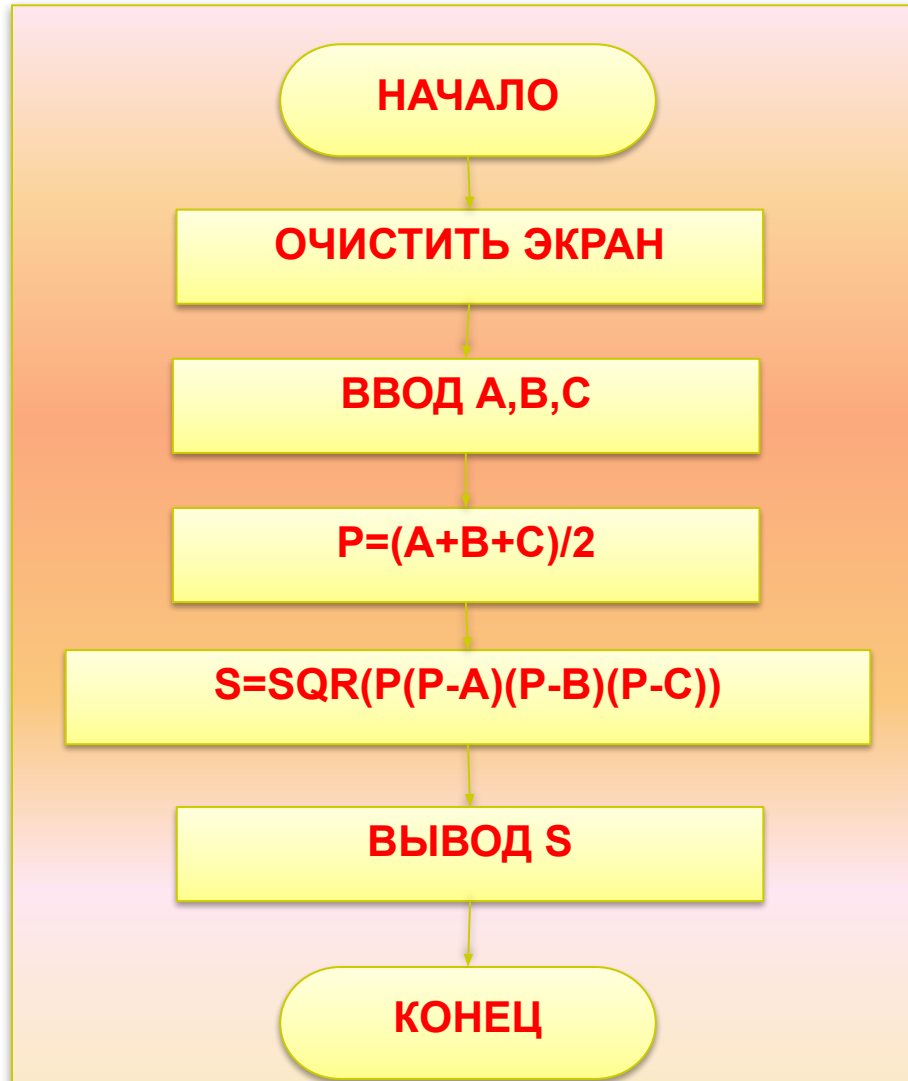 НАЧАЛО
ОЧИСТИТЬ ЭКРАН
ВВОД A,B,C
P=(A+B+C)/2
S=SQR(P(P-A)(P-B)(P-C))
ВЫВОД S
КОНЕЦ